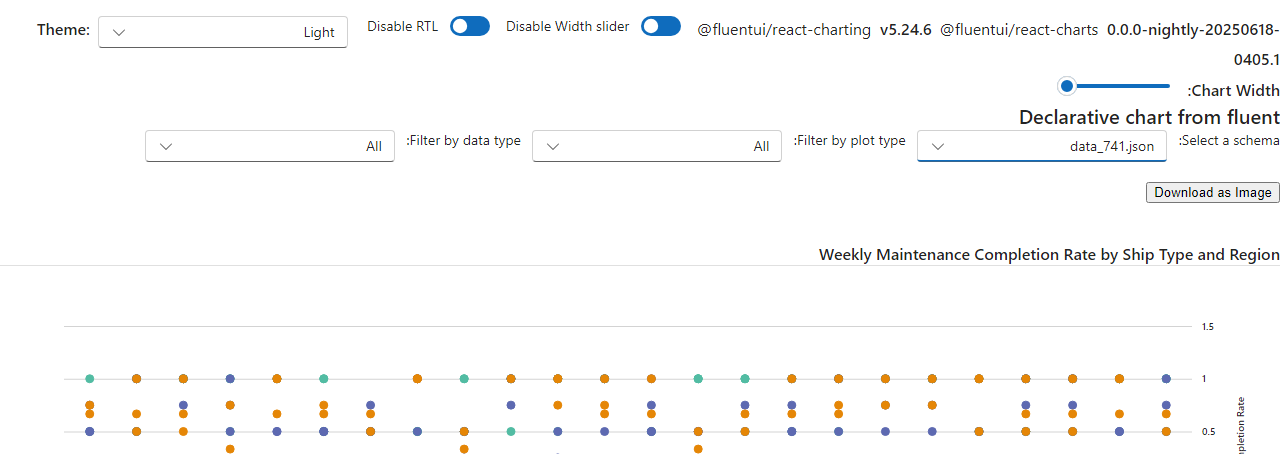 Theme: Light Disable RTL Disable Width slider @fluentui/react-charting v5.24.6 @fluentui/react-charts 0.0.0-nightly-20250618-
0405.1
:Chart Width
Declarative chart from fluent
:Select a schema data_741.json :Filter by plot type All :Filter by data type All
Download as Image
Weekly Maintenance Completion Rate by Ship Type and Region
1.5
1
0.5